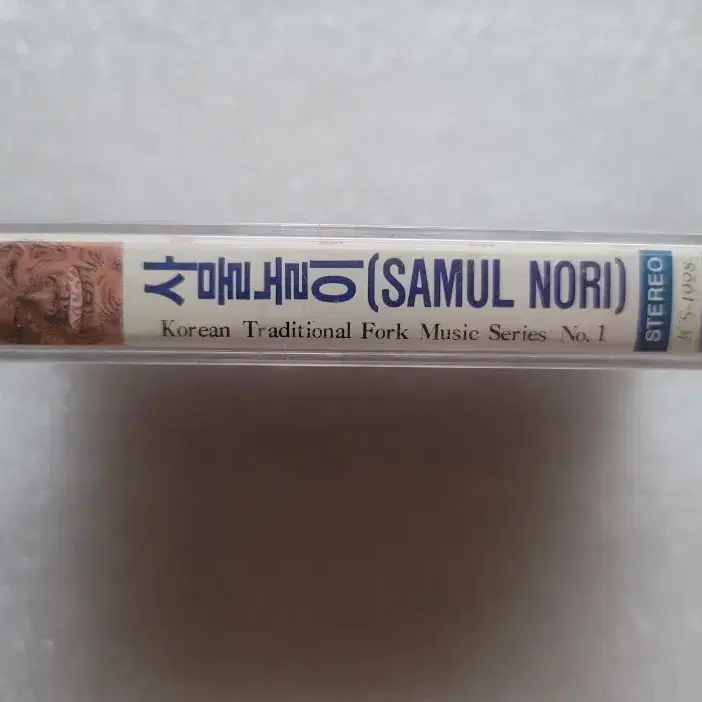 사물놀이(SAMUL NORI)
Korean Traditional Fork Music Series No. 1
STEREO